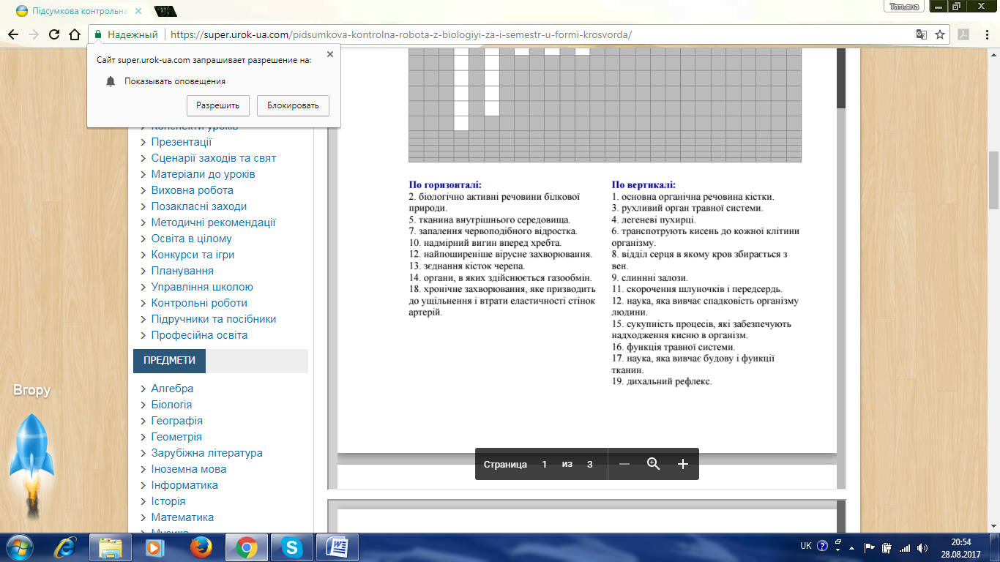 Підсумкова контрольна
Татьяна
Надежный
https://super.urok-ua.com/pidsumkova-kontrolna-robota-z-biologiyi-za-i-semestr-u-formi-krosvorda/
Сайт super.urok-ua.com запрашивает разрешение на:
Показывать оповещения
Разрешить
Блокировать
Конспекти уроків
Презентації
Сценарії заходів та свят
Матеріали до уроків
Виховна робота
Позакласні заходи
Методичні рекомендації
Освіта в цілому
Конкурси та ігри
Планування
Управління школою
Контрольні роботи
Підручники та посібники
Професійна освіта
ПРЕДМЕТИ
Алгебра
Біологія
Географія
Геометрія
Зарубіжна література
Іноземна мова
Інформатика
Історія
Математика
Музика
Вгору
По горизонталі:
2. біологічно активні речовини білкової
природи.
5. тканина внутрішнього середовища.
7. запалення червоподібного відростка.
10. надмірний вигин вперед хребта.
12. найпоширеніше вірусне захворювання.
13. зєднання кісток черепа.
14. органи, в яких здійснюється газообмін.
18. хронічне захворювання, яке призводить
до ущільнення і втрати еластичності стінок
артерій.
По вертикалі:
1. основна органічна речовина кістки.
3. рухливий орган травної системи.
4. легеневі пухирці.
6. транспотрують кисень до кожної клітини
організму.
8. відділ серця в якому кров збирається з
вен.
9. слиннні залози.
11. скорочення шлуночків і передсердь.
12. наука, яка вивчає спадковість організму
людини.
15. сукупність процесів, які забезпечують
надходження кисню в організм.
16. функція травної системи.
17. наука, яка вивчає будову і функції
тканин.
19. дихальний рефлекс.
Страница 1 из 3
UK
20:54
28.08.2017